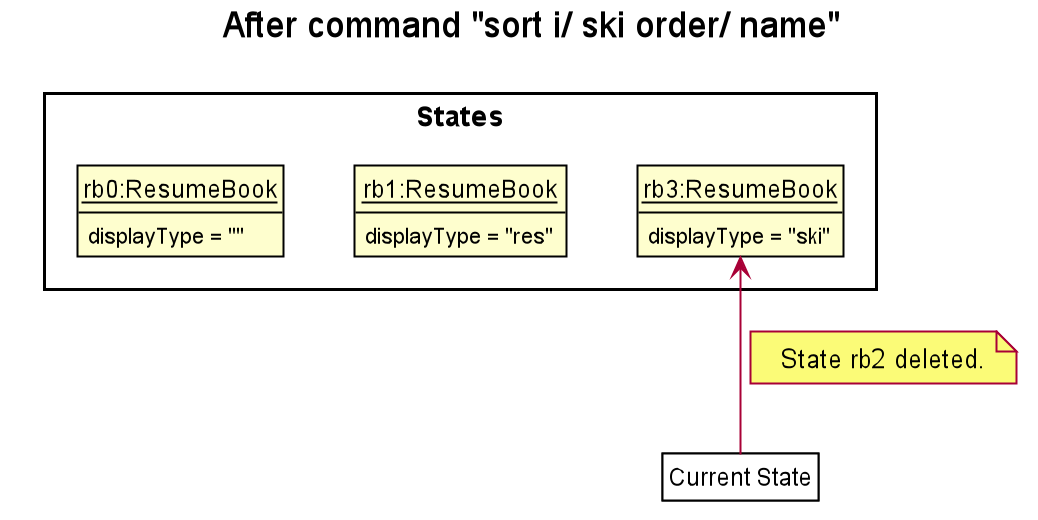 After command "sort i/ ski order/ name"
States
rb0:ResumeBook
displayType = ""
rb1:ResumeBook
displayType = "res"
rb3:ResumeBook
displayType = "ski"
State rb2 deleted.
Current State